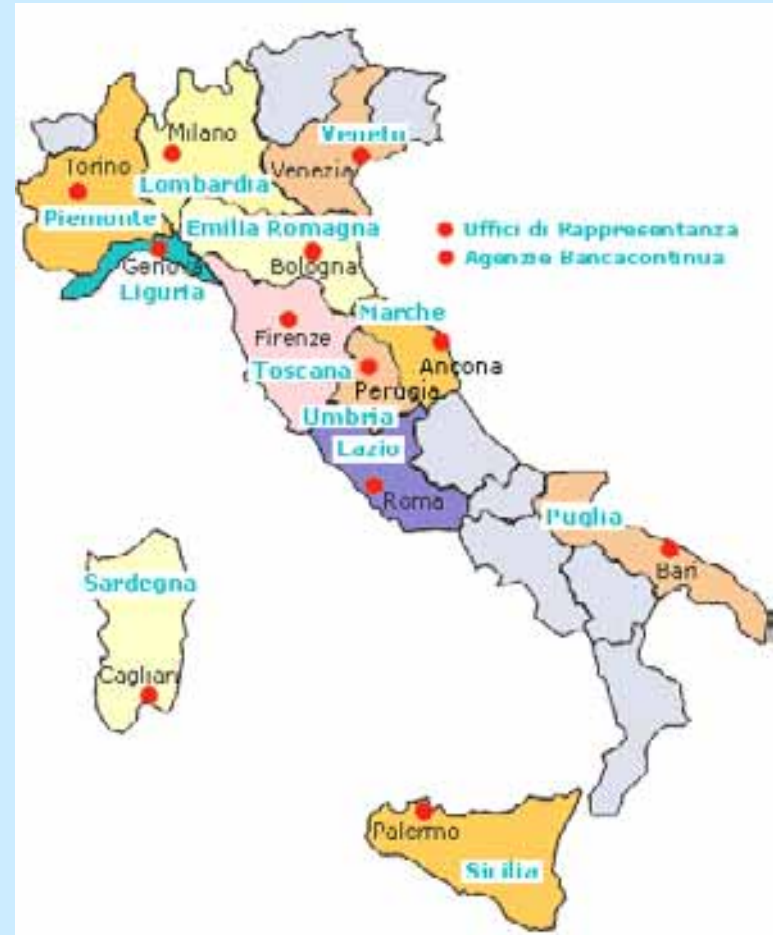 Milano
Veneto
Torino
Venezia
Lombardia
Piemonte
Emilia Romagna
Uffici di Rappresentanza
Genova
Bologna
Agenzie Bancacontinua
Liguria
Marche
Firenze
Ancona
Toscana
Perugia
Umbria
Lazio
Roma
Puglia
Bari
Sardegna
Cagliari
Palermo
Sicilia